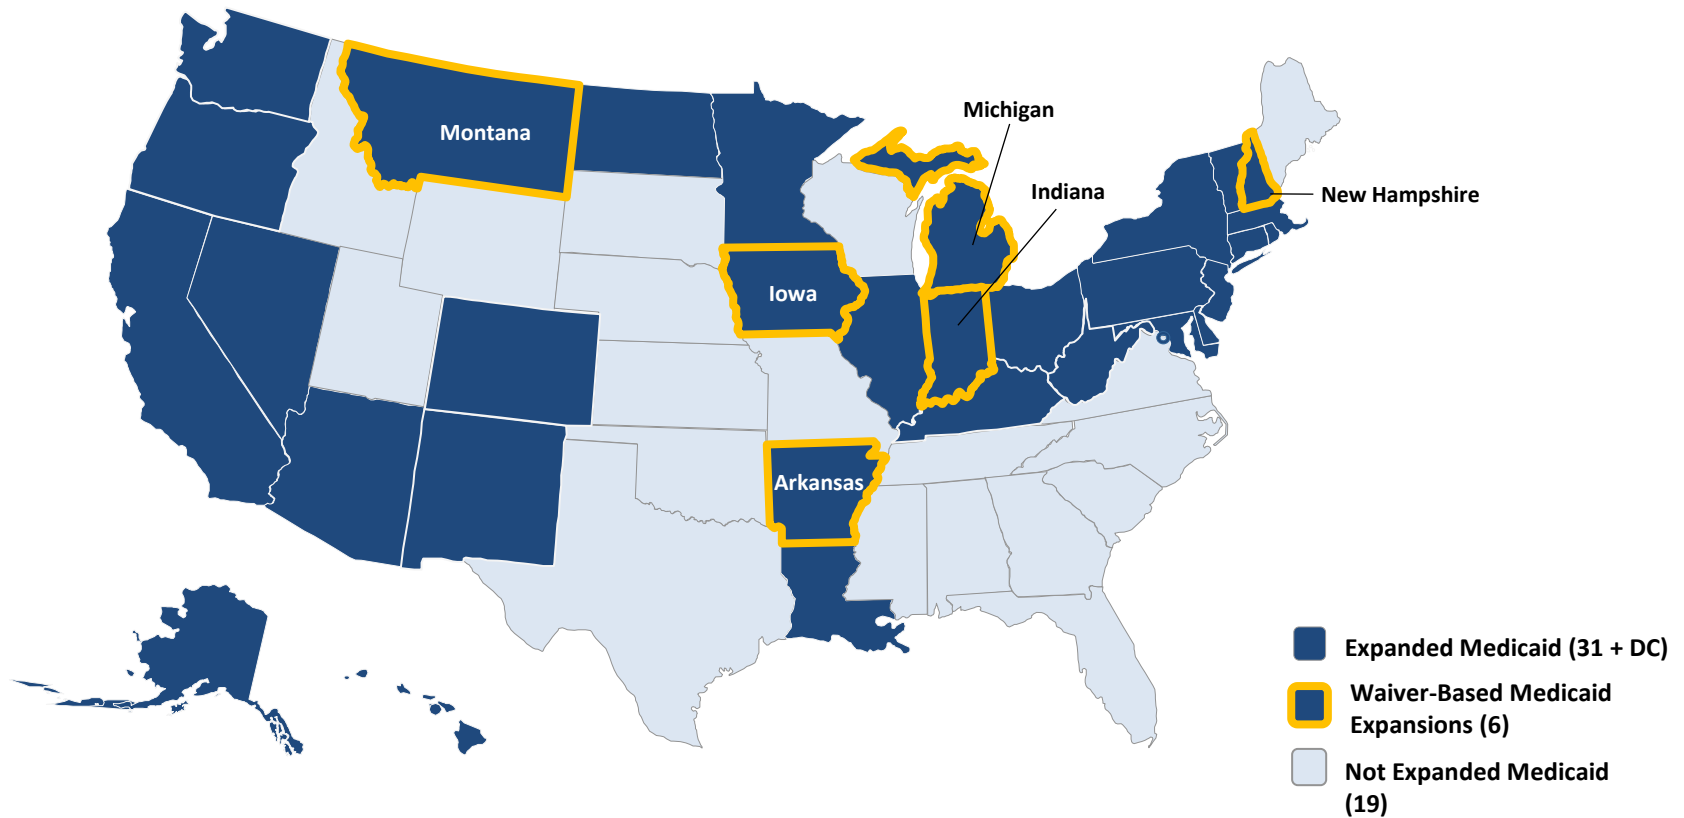 Michigan
Montana
Indiana
New Hampshire
Iowa
Arkansas
Expanded Medicaid (31 + DC)
Waiver-Based Medicaid
Expansions (6)
Not Expanded Medicaid
(19)